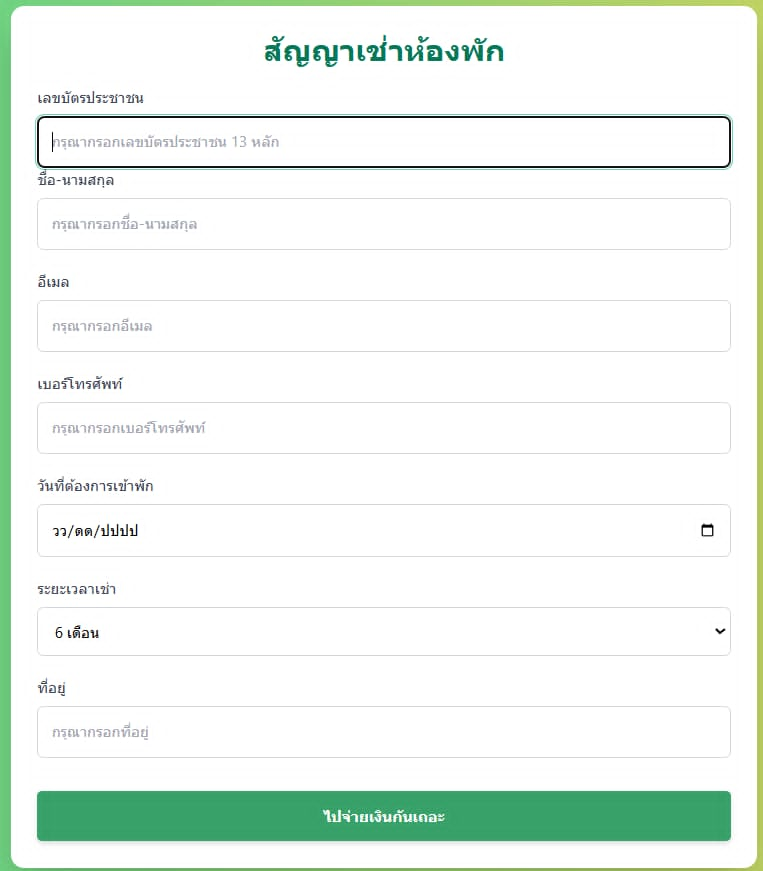 สัญญาเช่าห้องพัก
เลขบัตรประชาชน
กรุณากรอกเลขบัตรประชาชน 13 หลัก
ชื่อ-นามสกุล
กรุณากรอกชื่อ-นามสกุล
อีเมล
กรุณากรอกอีเมล
เบอร์โทรศัพท์
กรุณากรอกเบอร์โทรศัพท์
วันที่ต้องการเข้าพัก
วว/ดด/ปปปป
ระยะเวลาเช่า
6 เดือน
ที่อยู่
กรุณากรอกที่อยู่
ไปจ่ายเงินกันเถอะ